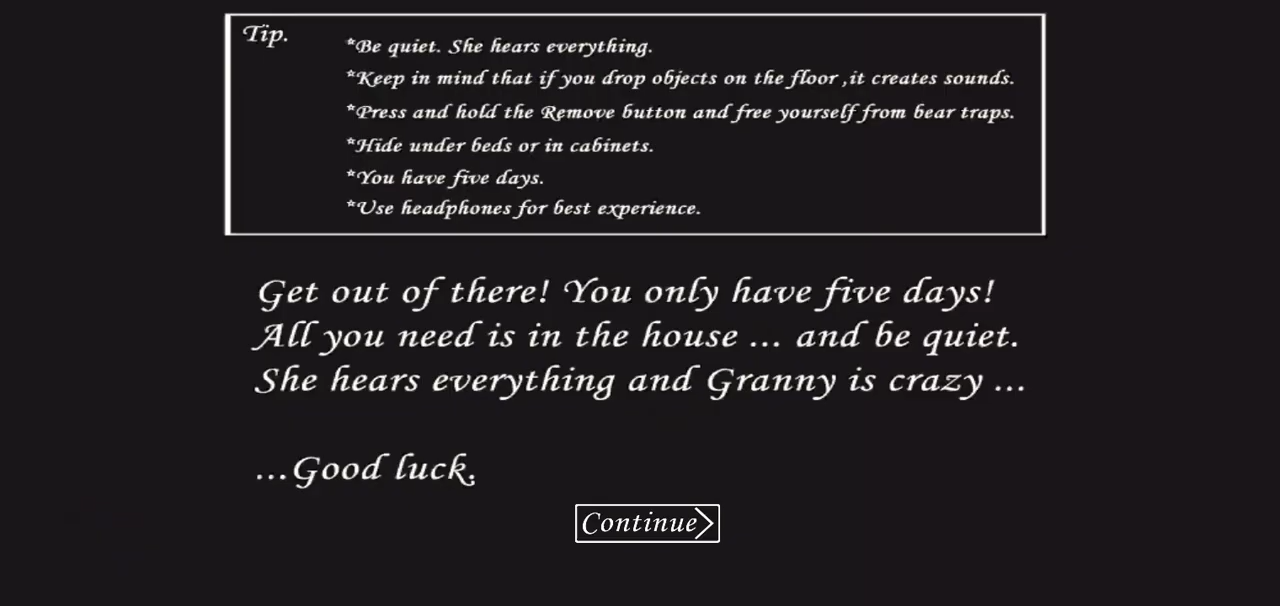 Tip.
*Be quiet. She hears everything.
*Keep in mind that if you drop objects on the floor ,it creates sounds.
*Press and hold the Remove button and free yourself from bear traps.
*Hide under beds or in cabinets.
*You have five days.
*Use headphones for best experience.
Get out of there! You only have five days!
All you need is in the house ... and be quiet.
She hears everything and Granny is crazy ...
...Good luck.
Continue